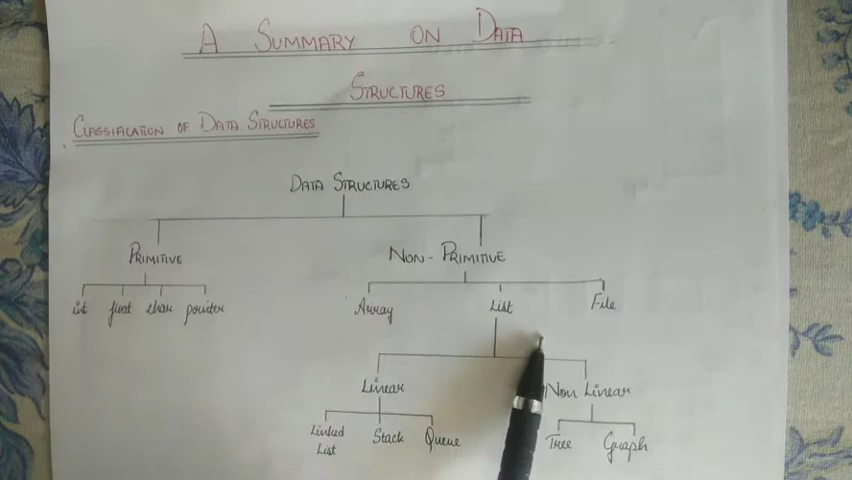 A SUMMARY ON DATA
STRUCTURES
CLASSIFICATION OF DATA STRUCTURES
DATA STRUCTURES
PRIMITIVE NON-PRIMITIVE
int float char pointer Array List File
Linear Non Linear
Linked Stack Queue Tree Graph
List